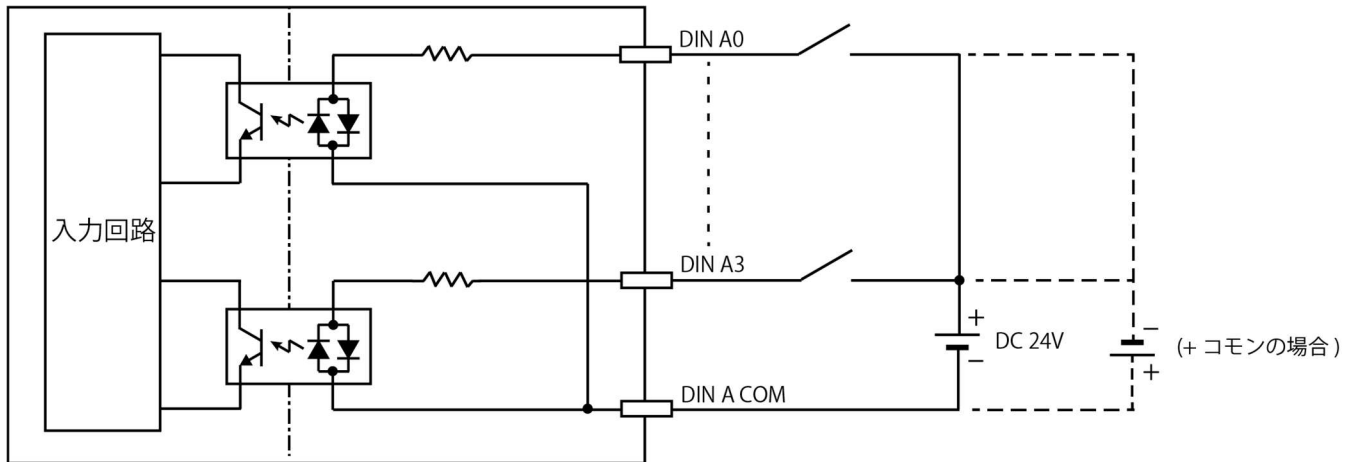 DIN A0
入力回路
DIN A3
+
DC 24V
−
−
(+ コモンの場合 )
+
DIN A COM